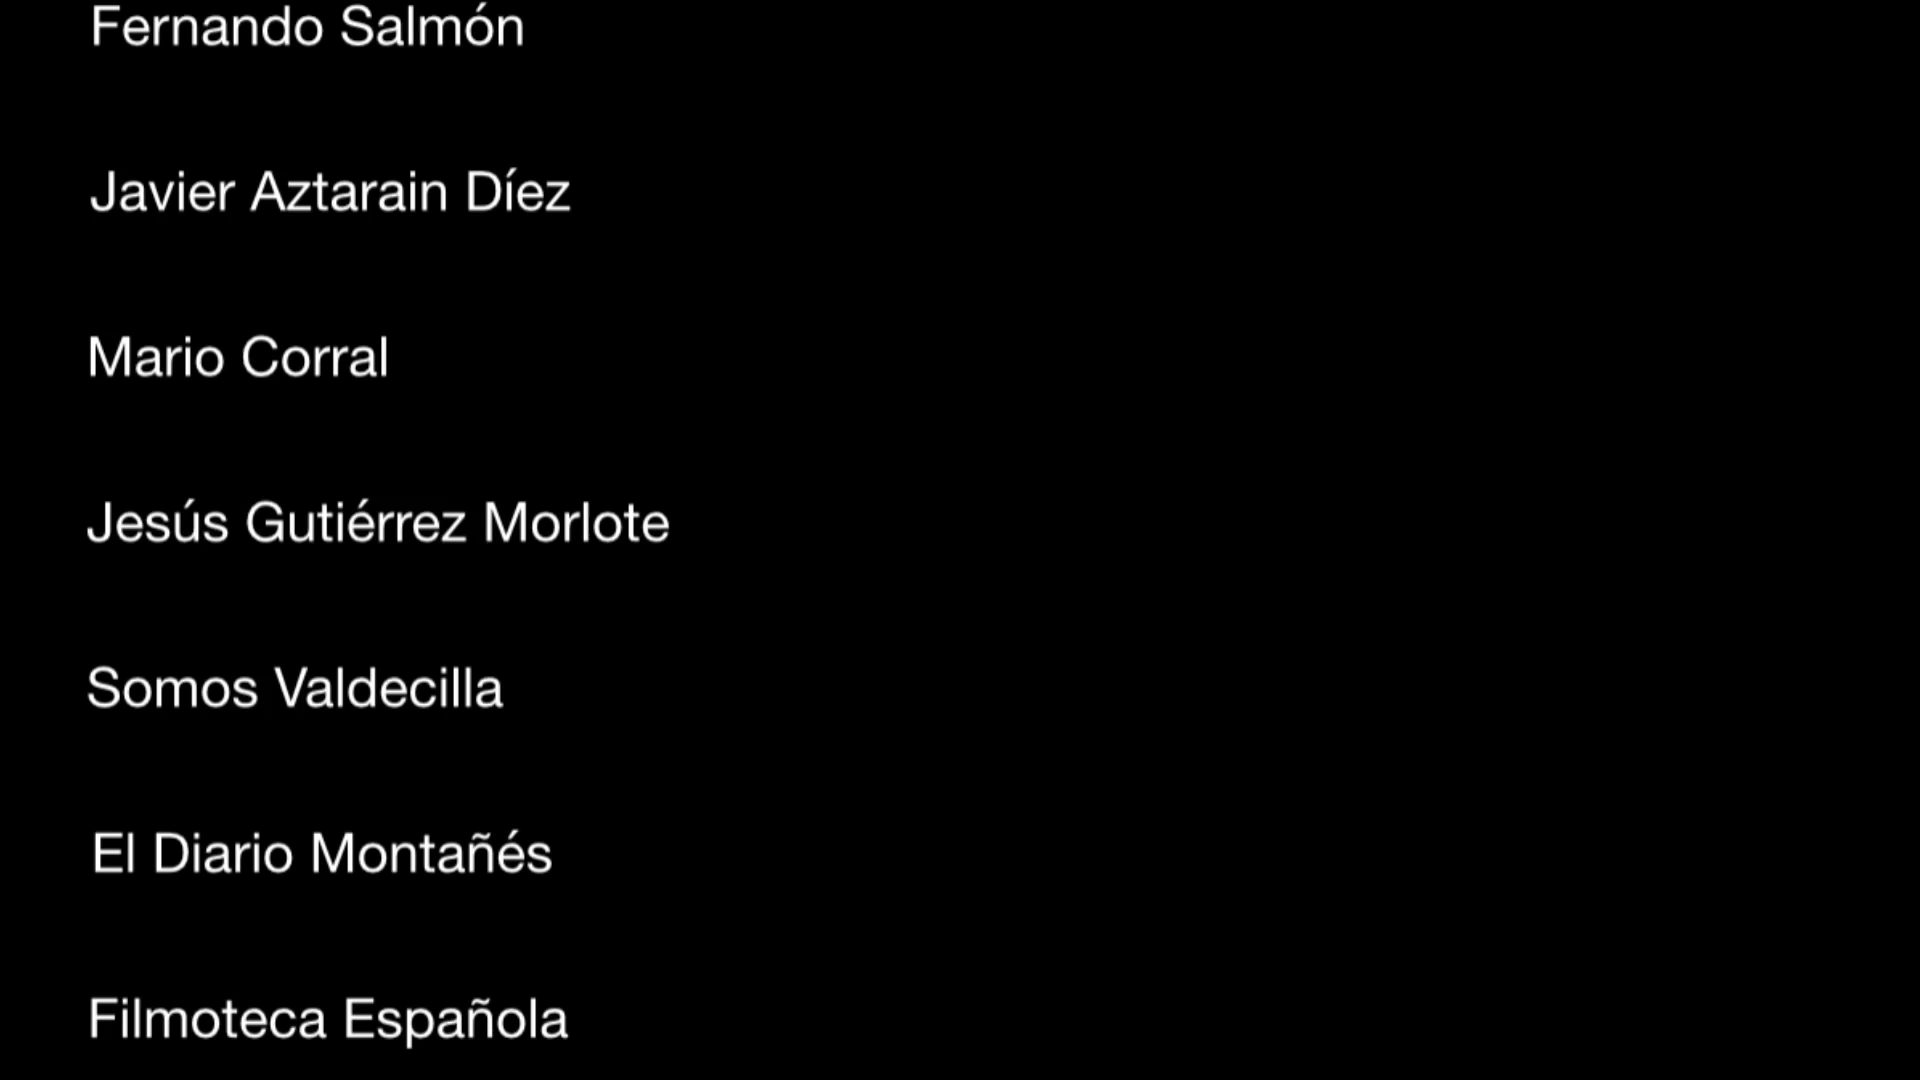 Fernando Salmón
Javier Aztarain Díez
Mario Corral
Jesús Gutiérrez Morlote
Somos Valdecilla
El Diario Montañés
Filmoteca Española